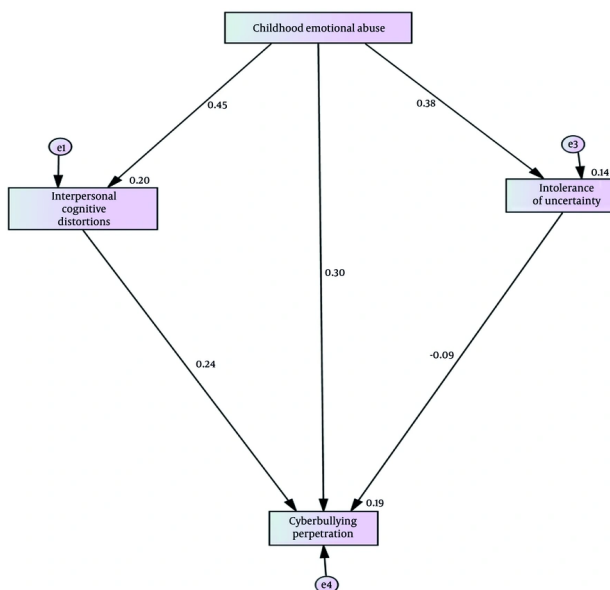 Childhood emotional abuse
0.45
0.38
e1
e3
0.20
0.14
Interpersonal
cognitive
distortions
Intolerance
of uncertainty
0.30
0.24
-0.09
0.19
Cyberbullying
perpetration
e4